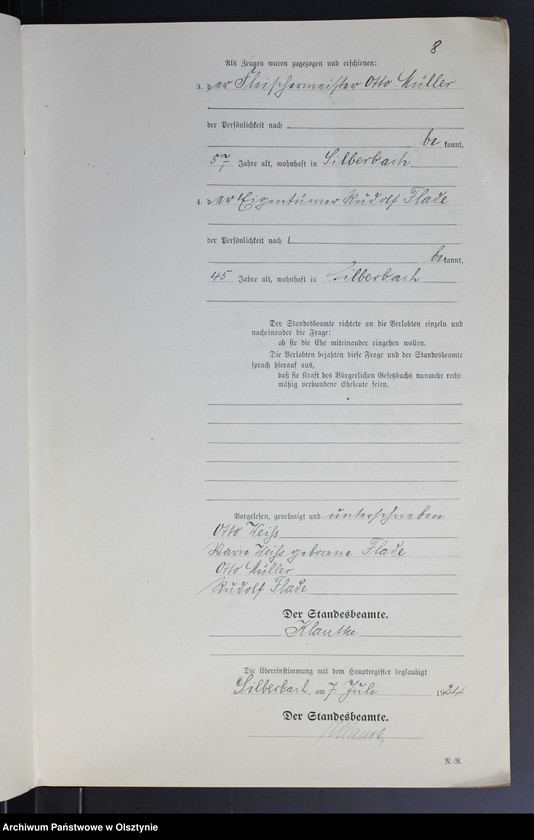 8
Als Zeugen waren zugezogen und erschienen:
3. der Fleischermeister Otto Müller
der Persönlichkeit nach
be kannt,
57 Jahre alt, wohnhaft in Silberbach
4. der Eigentümer Rudolf Flade
der Persönlichkeit nach
be kannt,
45 Jahre alt, wohnhaft in Silberbach
Der Standesbeamte richtete an die Verlobten einzeln und
nacheinander die Frage:
ob sie die Ehe miteinander eingehen wollen.
Die Verlobten bejahten diese Frage und der Standesbeamte
sprach hierauf aus,
daß sie kraft des Bürgerlichen Gesetzbuchs nunmehr recht-
mäßig verbundene Eheleute seien.
Vorgelesen, genehmigt und unterschrieben
Otto Weiß
Marie Weiß geborene Flade
Otto Müller
Rudolf Flade
Der Standesbeamte.
Klautke
Die Übereinstimmung mit dem Hauptregister beglaubigt
Silberbach, am 7. Juli 1924
Der Standesbeamte.
N.-R.
Archiwum Państwowe w Olsztynie